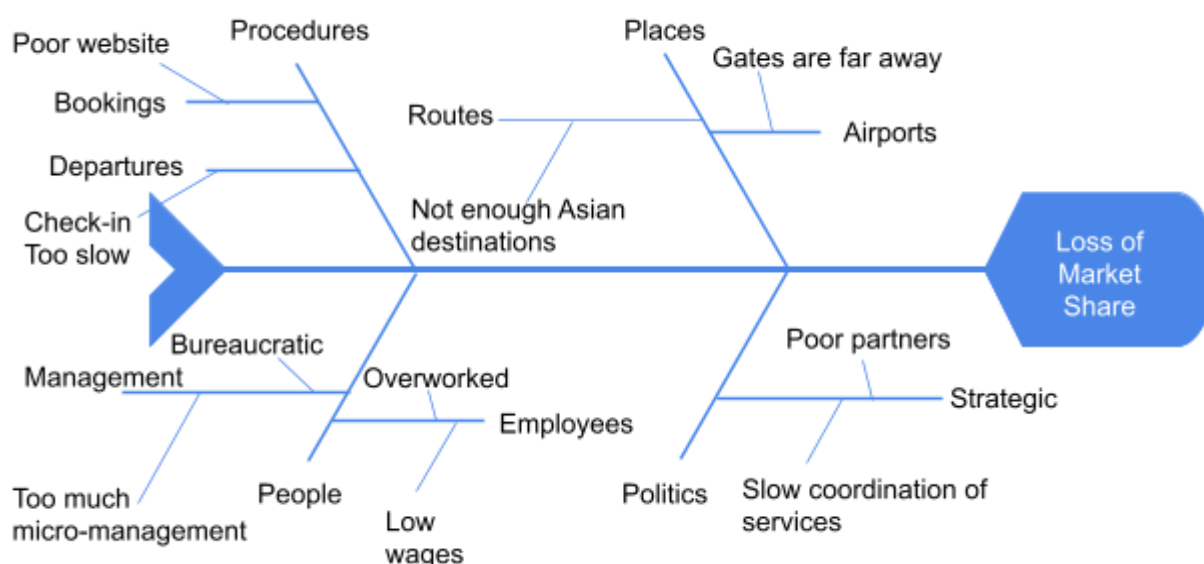 Procedures
Places
Poor website
Gates are far away
Bookings
Routes
Airports
Departures
Check-in
Too slow
Not enough Asian
destinations
Loss of
Market
Share
Bureaucratic
Poor partners
Management
Overworked
Strategic
Employees
Too much
micro-management
People
Low
wages
Politics
Slow coordination of
services